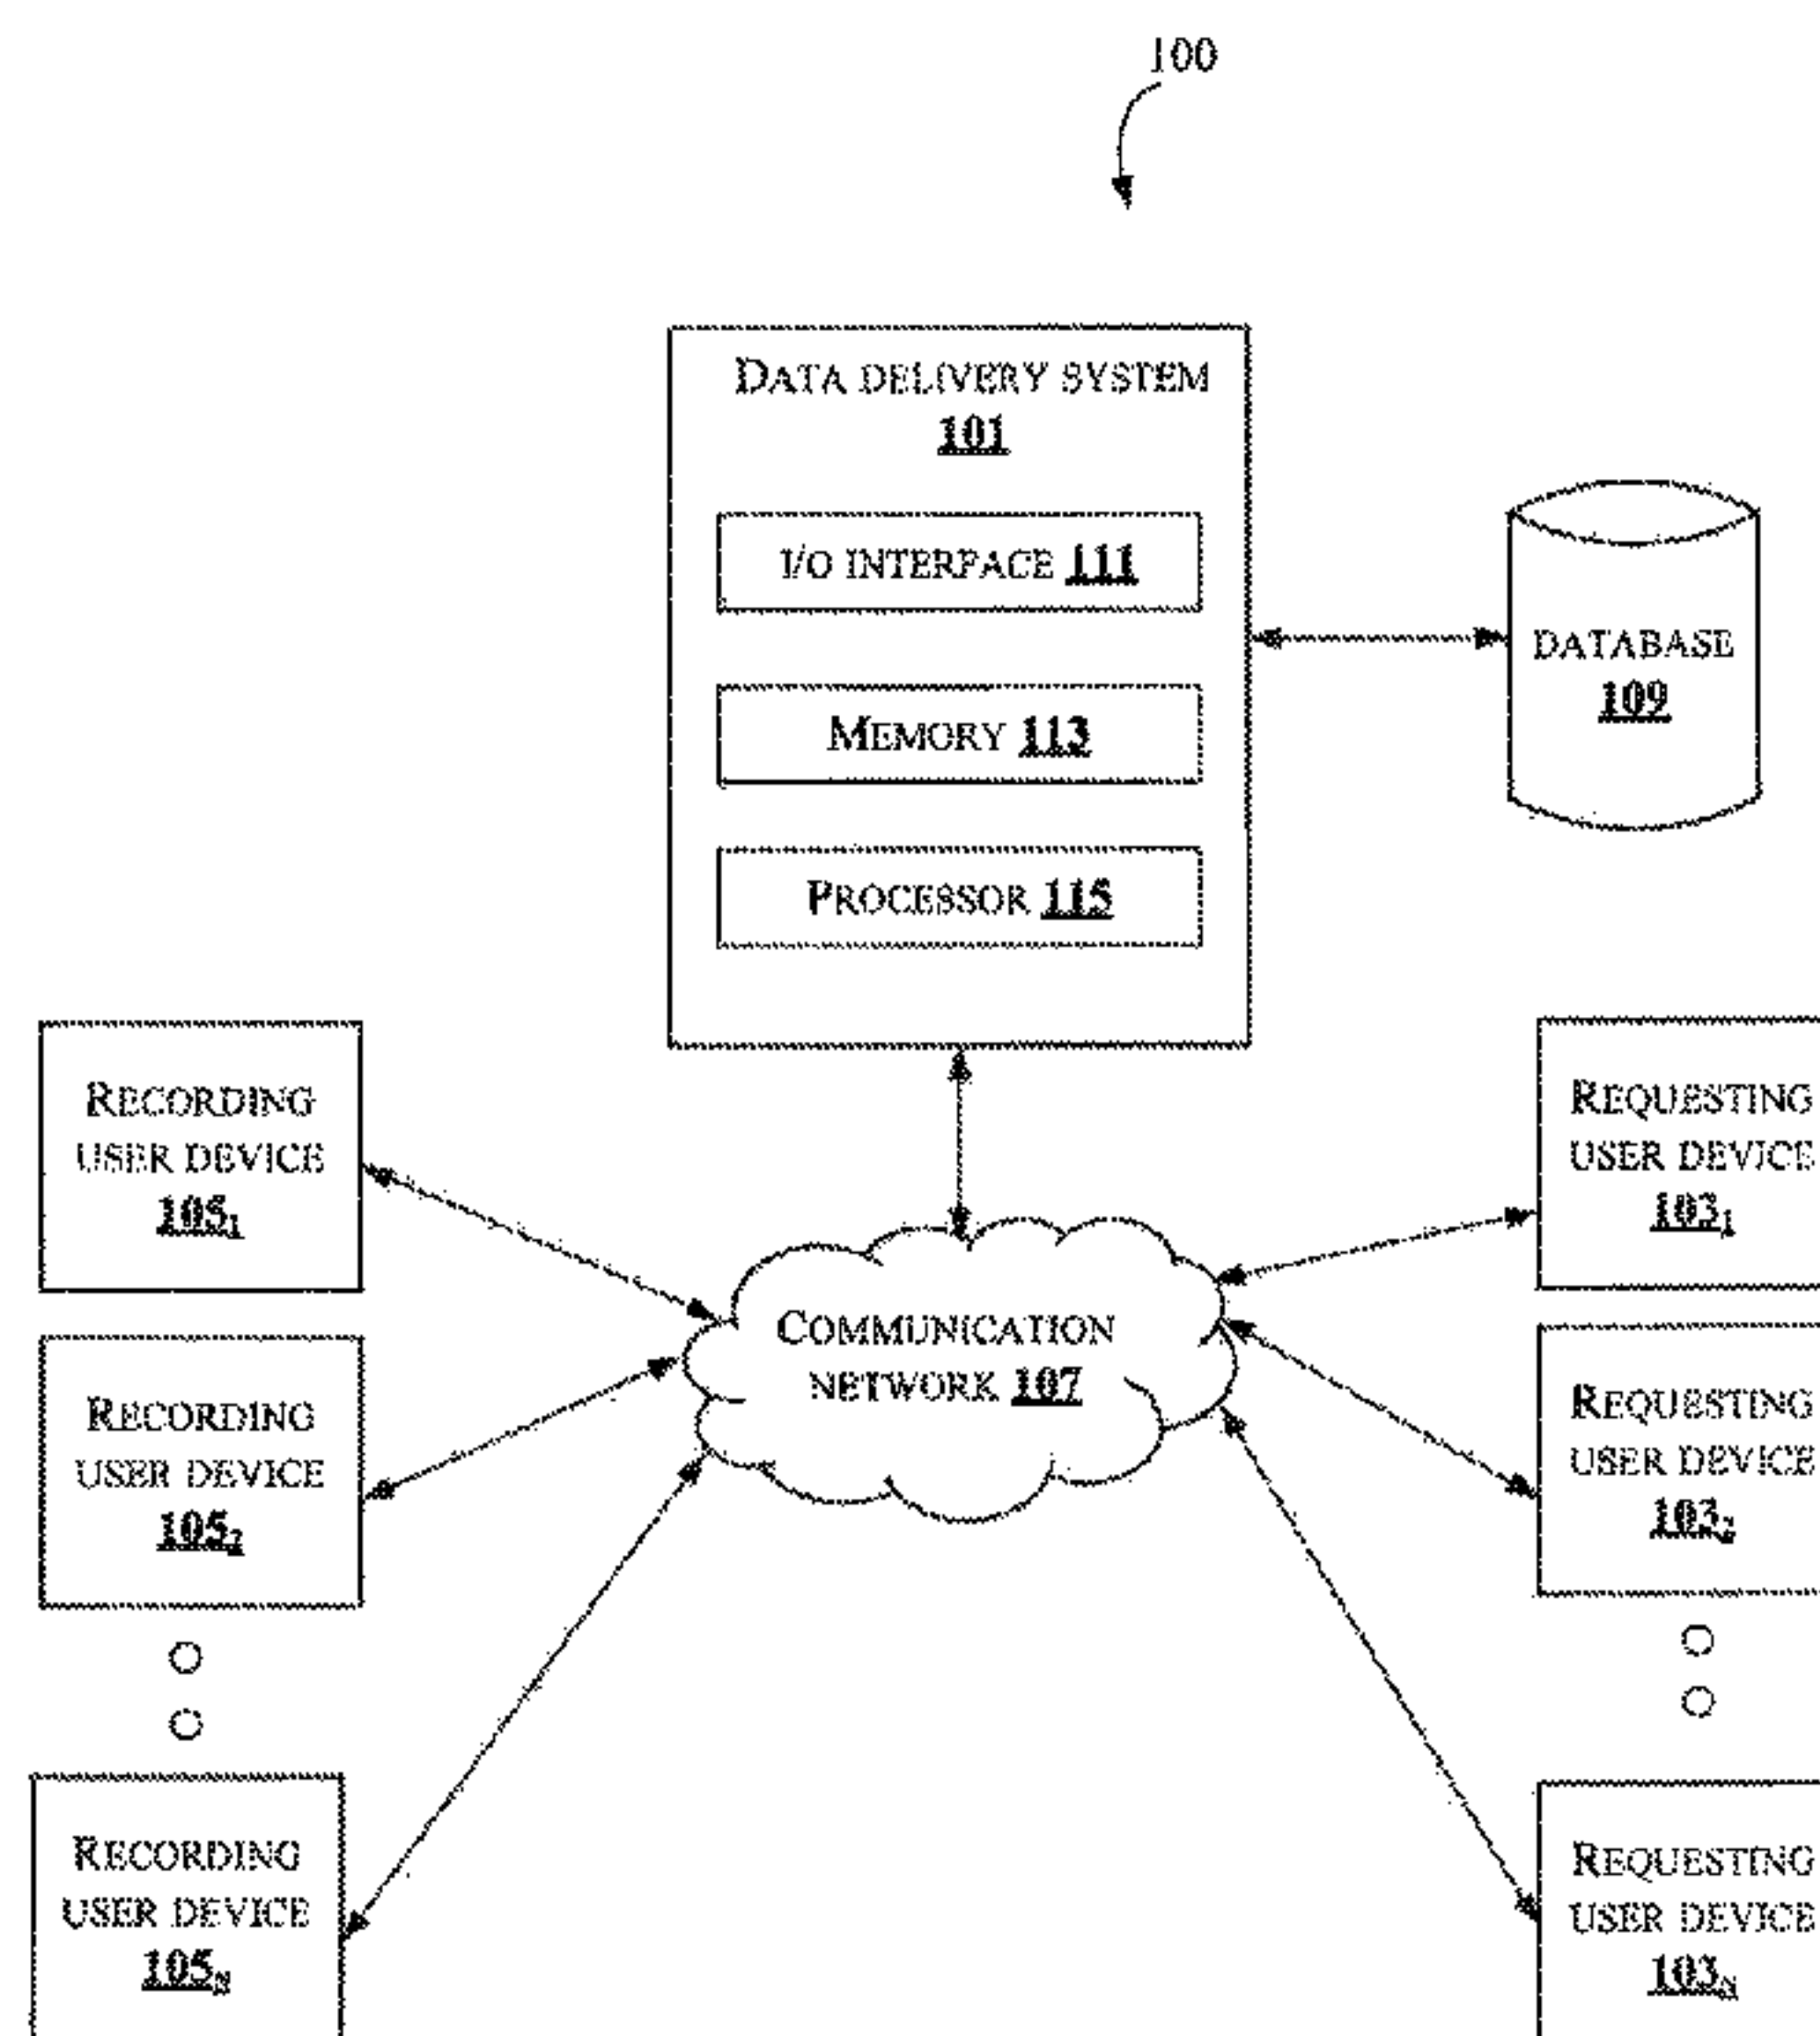 100
DATA DELIVERY SYSTEM
101
I/O INTERFACE 111
MEMORY 113
PROCESSOR 115
DATABASE
109
RECORDING
USER DEVICE
105₁
RECORDING
USER DEVICE
105₂
RECORDING
USER DEVICE
105N
COMMUNICATION
NETWORK 107
REQUESTING
USER DEVICE
103₁
REQUESTING
USER DEVICE
103₂
REQUESTING
USER DEVICE
103N